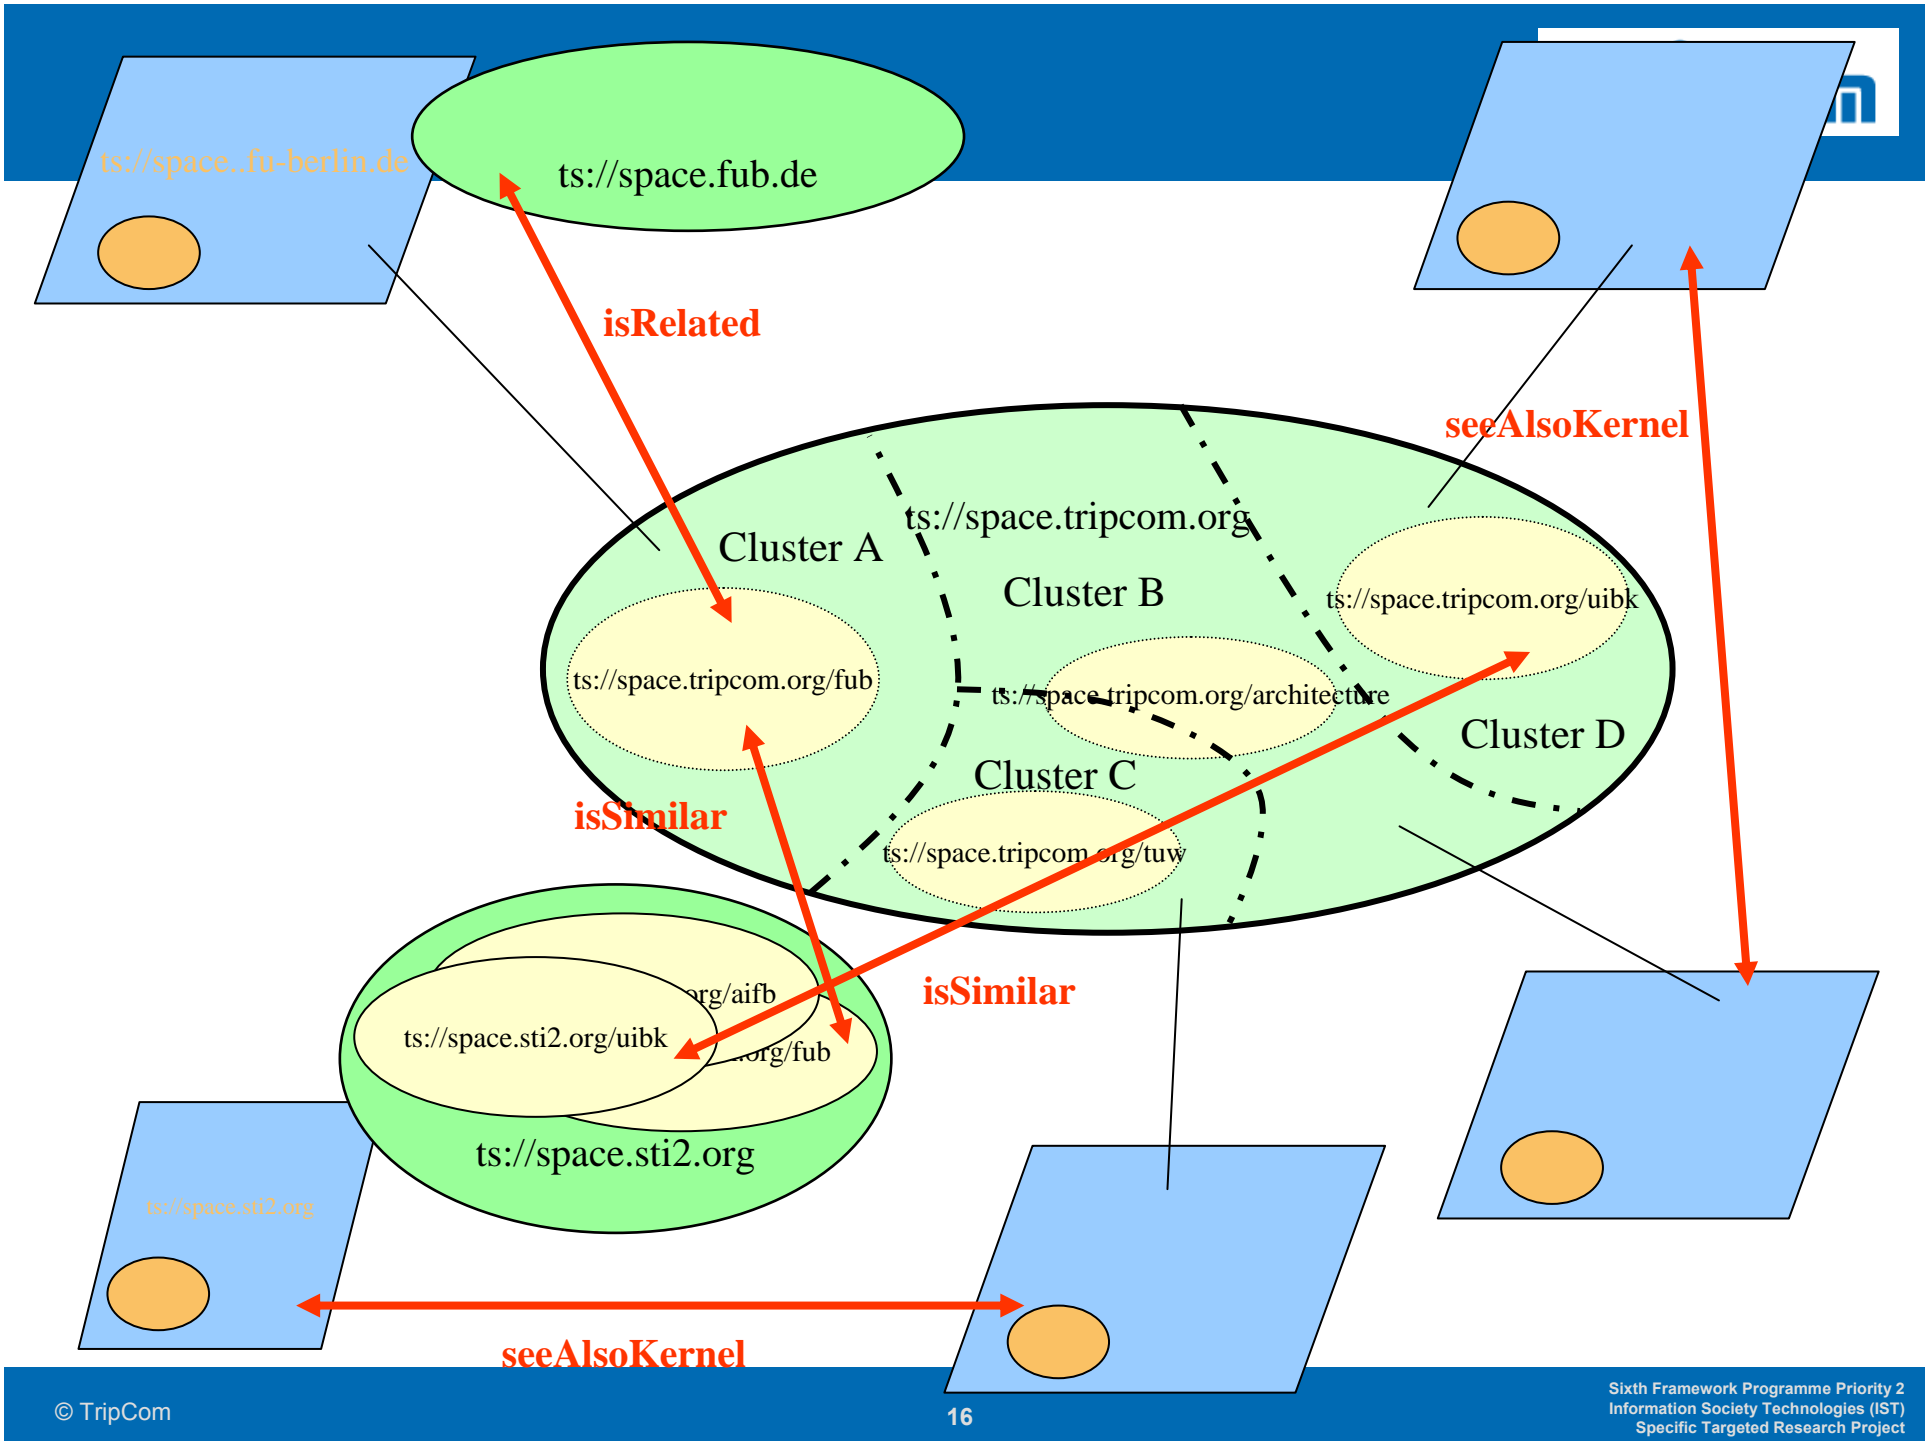 ts://space..fu-berlin.de
ts://space.fub.de
isRelated
seeAlsoKernel
ts://space.tripcom.org
Cluster A
Cluster B
ts://space.tripcom.org/uibk
ts://space.tripcom.org/fub
ts://space.tripcom.org/architecture
Cluster D
Cluster C
isSimilar
ts://space.tripcom.org/tuw
org/aifb
isSimilar
ts://space.sti2.org/uibk
.org/fub
ts://space.sti2.org
ts://space.sti2.org
seeAlsoKernel
© TripCom
16
Sixth Framework Programme Priority 2
Information Society Technologies (IST)
Specific Targeted Research Project